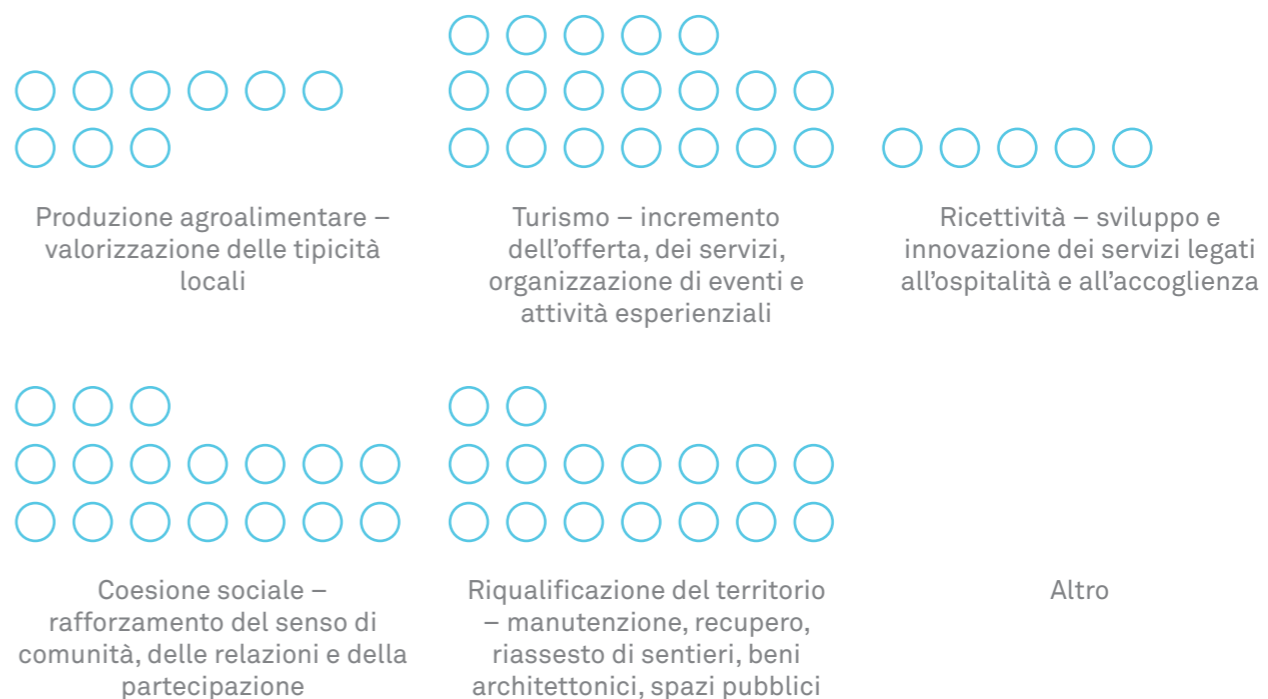 Produzione agroalimentare –
valorizzazione delle tipicità
locali
Turismo – incremento
dell’offerta, dei servizi,
organizzazione di eventi e
attività esperienziali
Ricettività – sviluppo e
innovazione dei servizi legati
all’ospitalità e all’accoglienza
Coesione sociale –
rafforzamento del senso di
comunità, delle relazioni e della
partecipazione
Riqualificazione del territorio
– manutenzione, recupero,
riassesto di sentieri, beni
architettonici, spazi pubblici
Altro